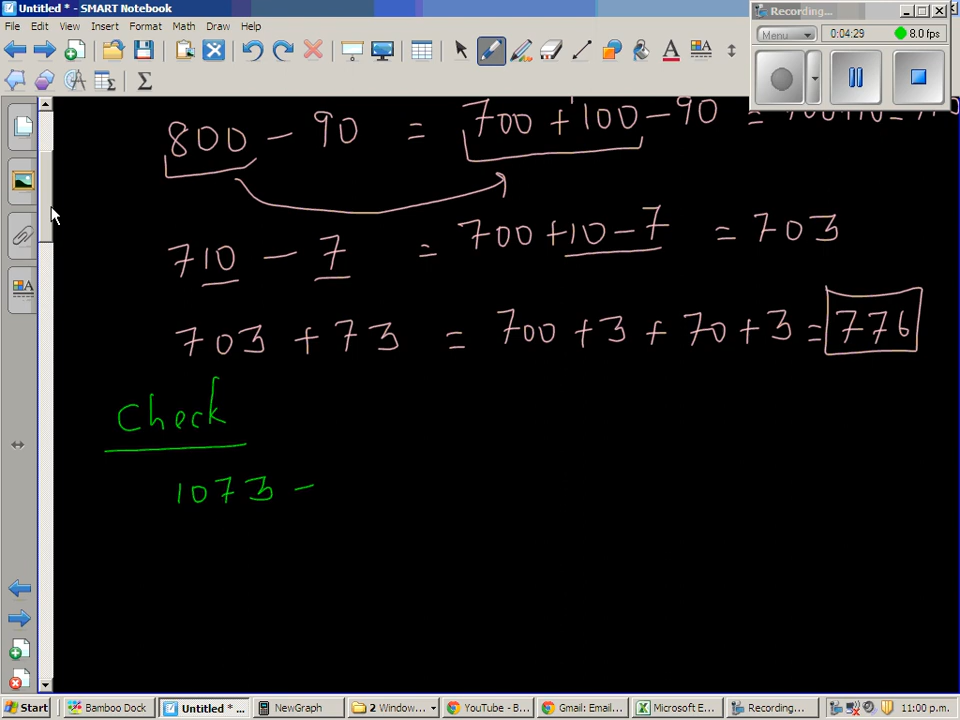 Untitled * - SMART Notebook
File Edit View Insert Format Math Draw Help
Recording...
Menu 0:04:29 8.0 fps
800 - 90 = 700 + 100 - 90 =
710 - 7 = 700 + 10 - 7 = 703
703 + 73 = 700 + 3 + 70 + 3 = 776
Check
1073 -
Start Bamboo Dock Untitled * ... NewGraph 2 Window... YouTube - B... Gmail: Email... Microsoft E... Recording... 11:00 p.m.